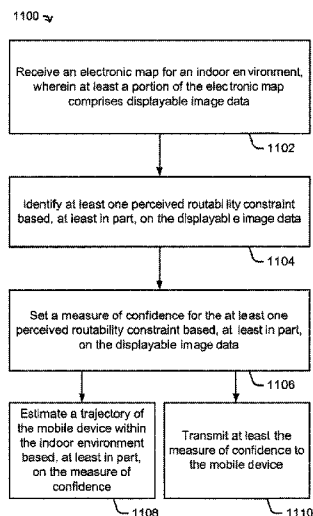 1100
Receive an electronic map for an indoor environment,
wherein at least a portion of the electronic map
comprises displayable image data
1102
Identify at least one perceived routability constraint
based, at least in part, on the displayable image data
1104
Set a measure of confidence for the at least one
perceived routability constraint based, at least in part,
on the displayable image data
1106
Estimate a trajectory of
the mobile device within
the indoor environment
based, at least in part,
on the measure of
confidence
1108
Transmit at least the
measure of confidence to
the mobile device
1110